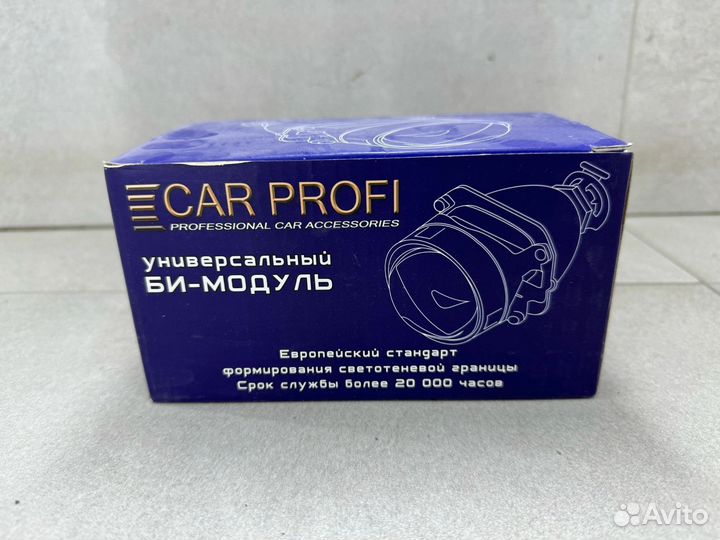 CAR PROFI
PROFESSIONAL CAR ACCESSORIES
универсальный
БИ-МОДУЛЬ
Европейский стандарт
формирования светотеневой границы
Срок службы более 20 000 часов
Avito